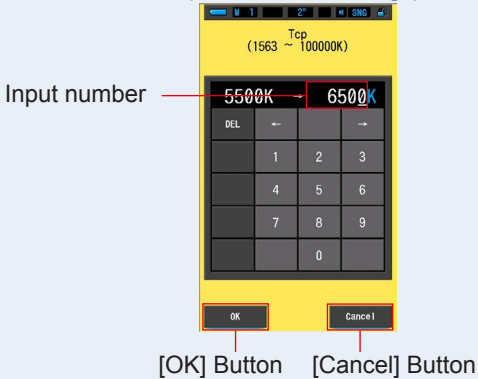 M 1 2° M SNG
Tcp
(1563 ~ 100000K)
Input number
5500K → 6500K
DEL ← →
1 2 3
4 5 6
7 8 9
0
OK Cancel
[OK] Button [Cancel] Button